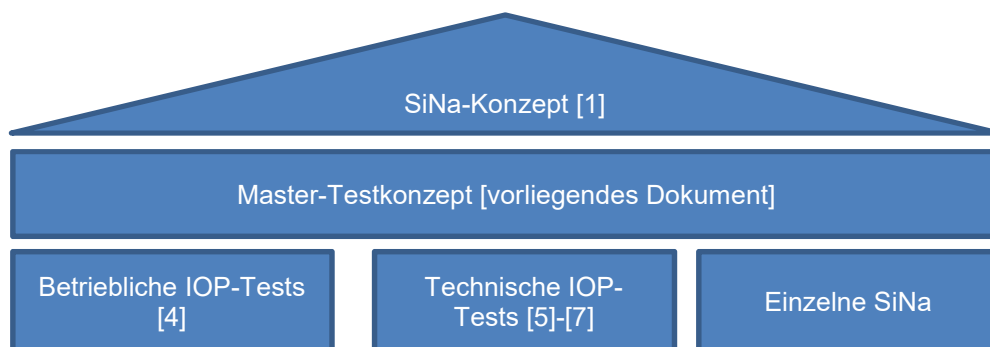 SiNa-Konzept [1]
Master-Testkonzept [vorliegendes Dokument]
Betriebliche IOP-Tests
[4]
Technische IOP-
Tests [5]-[7]
Einzelne SiNa